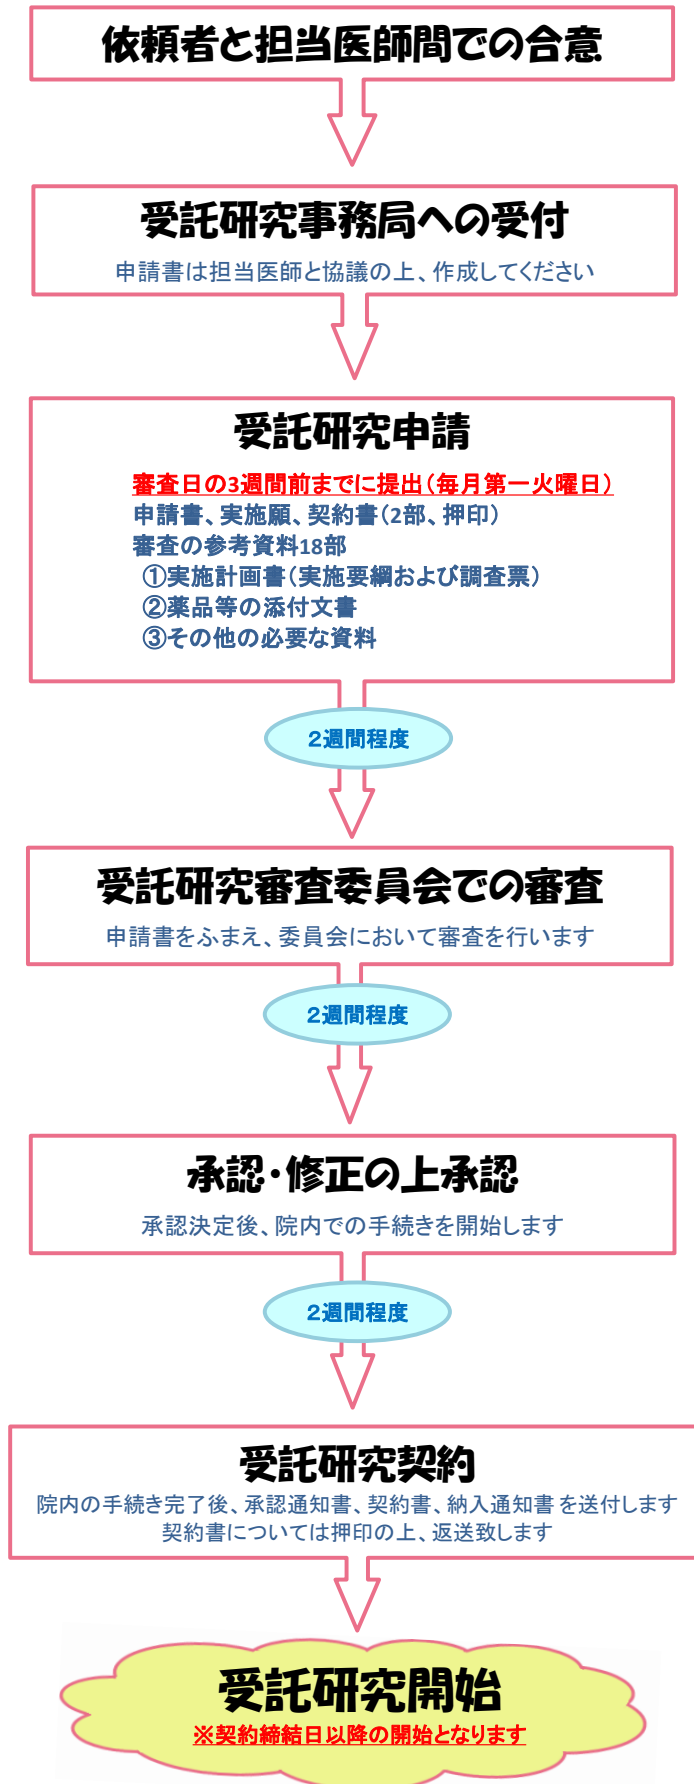 依頼者と担当医師間での合意
受託研究事務局への受付
申請書は担当医師と協議の上、作成してください
受託研究申請
審査日の3週間前までに提出(毎月第一火曜日)
申請書、実施願、契約書(2部、押印)
審査の参考資料18部
①実施計画書(実施要綱および調査票)
②薬品等の添付文書
③その他の必要な資料
2週間程度
受託研究審査委員会での審査
申請書をふまえ、委員会において審査を行います
2週間程度
承認・修正の上承認
承認決定後、院内での手続きを開始します
2週間程度
受託研究契約
院内の手続き完了後、承認通知書、契約書、納入通知書を送付します
契約書については押印の上、返送致します
受託研究開始
※契約締結日以降の開始となります